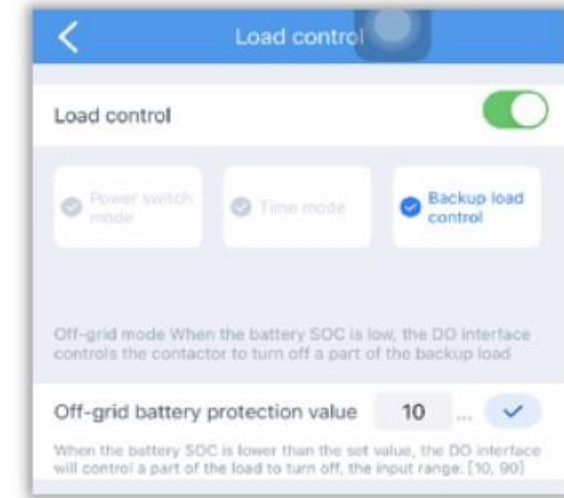 Load control
Load control
Power switch
mode
Time mode
Backup load
control
Off-grid mode When the battery SOC is low, the DO interface
controls the contactor to turn off a part of the backup load
Off-grid battery protection value 10 ...
When the battery SOC is lower than the set value, the DO interface
will control a part of the load to turn off, the input range: [10, 90]